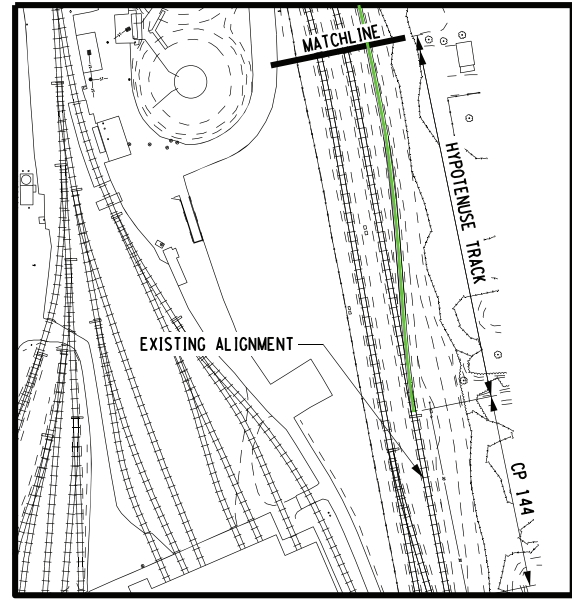 MATCHLINE
HYPOTENUSE TRACK
EXISTING ALIGNMENT
CP 144